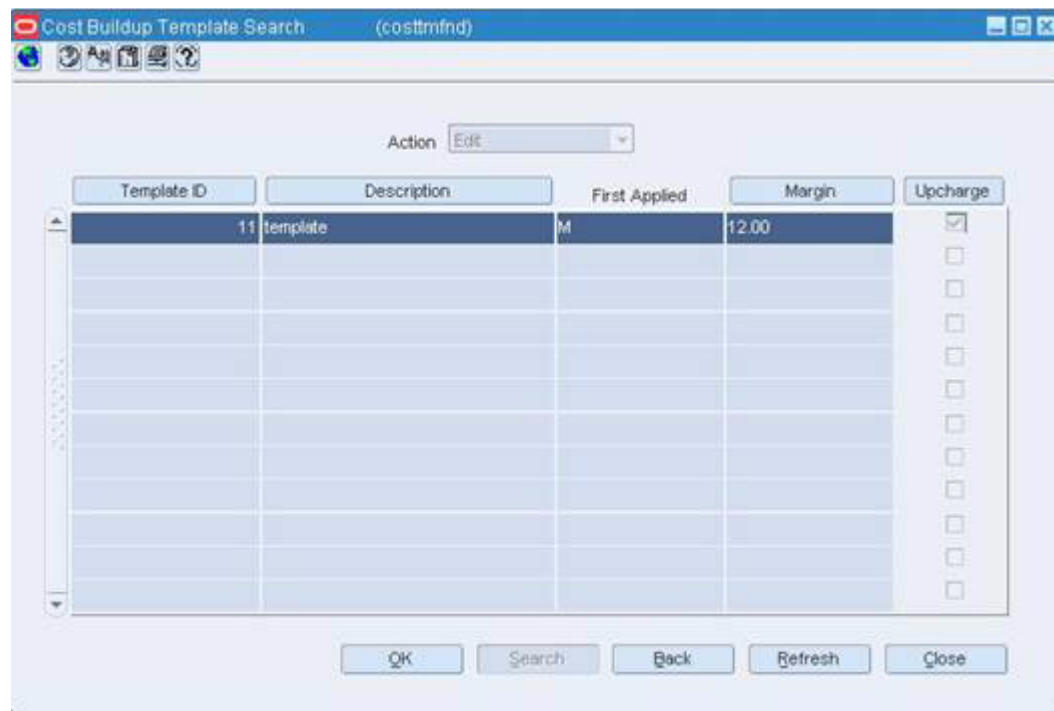 Cost Buildup Template Search (costtmfnd)
Action Edit
Template ID Description First Applied Margin Upcharge
11 template M 12.00
OK Search Back Refresh Close